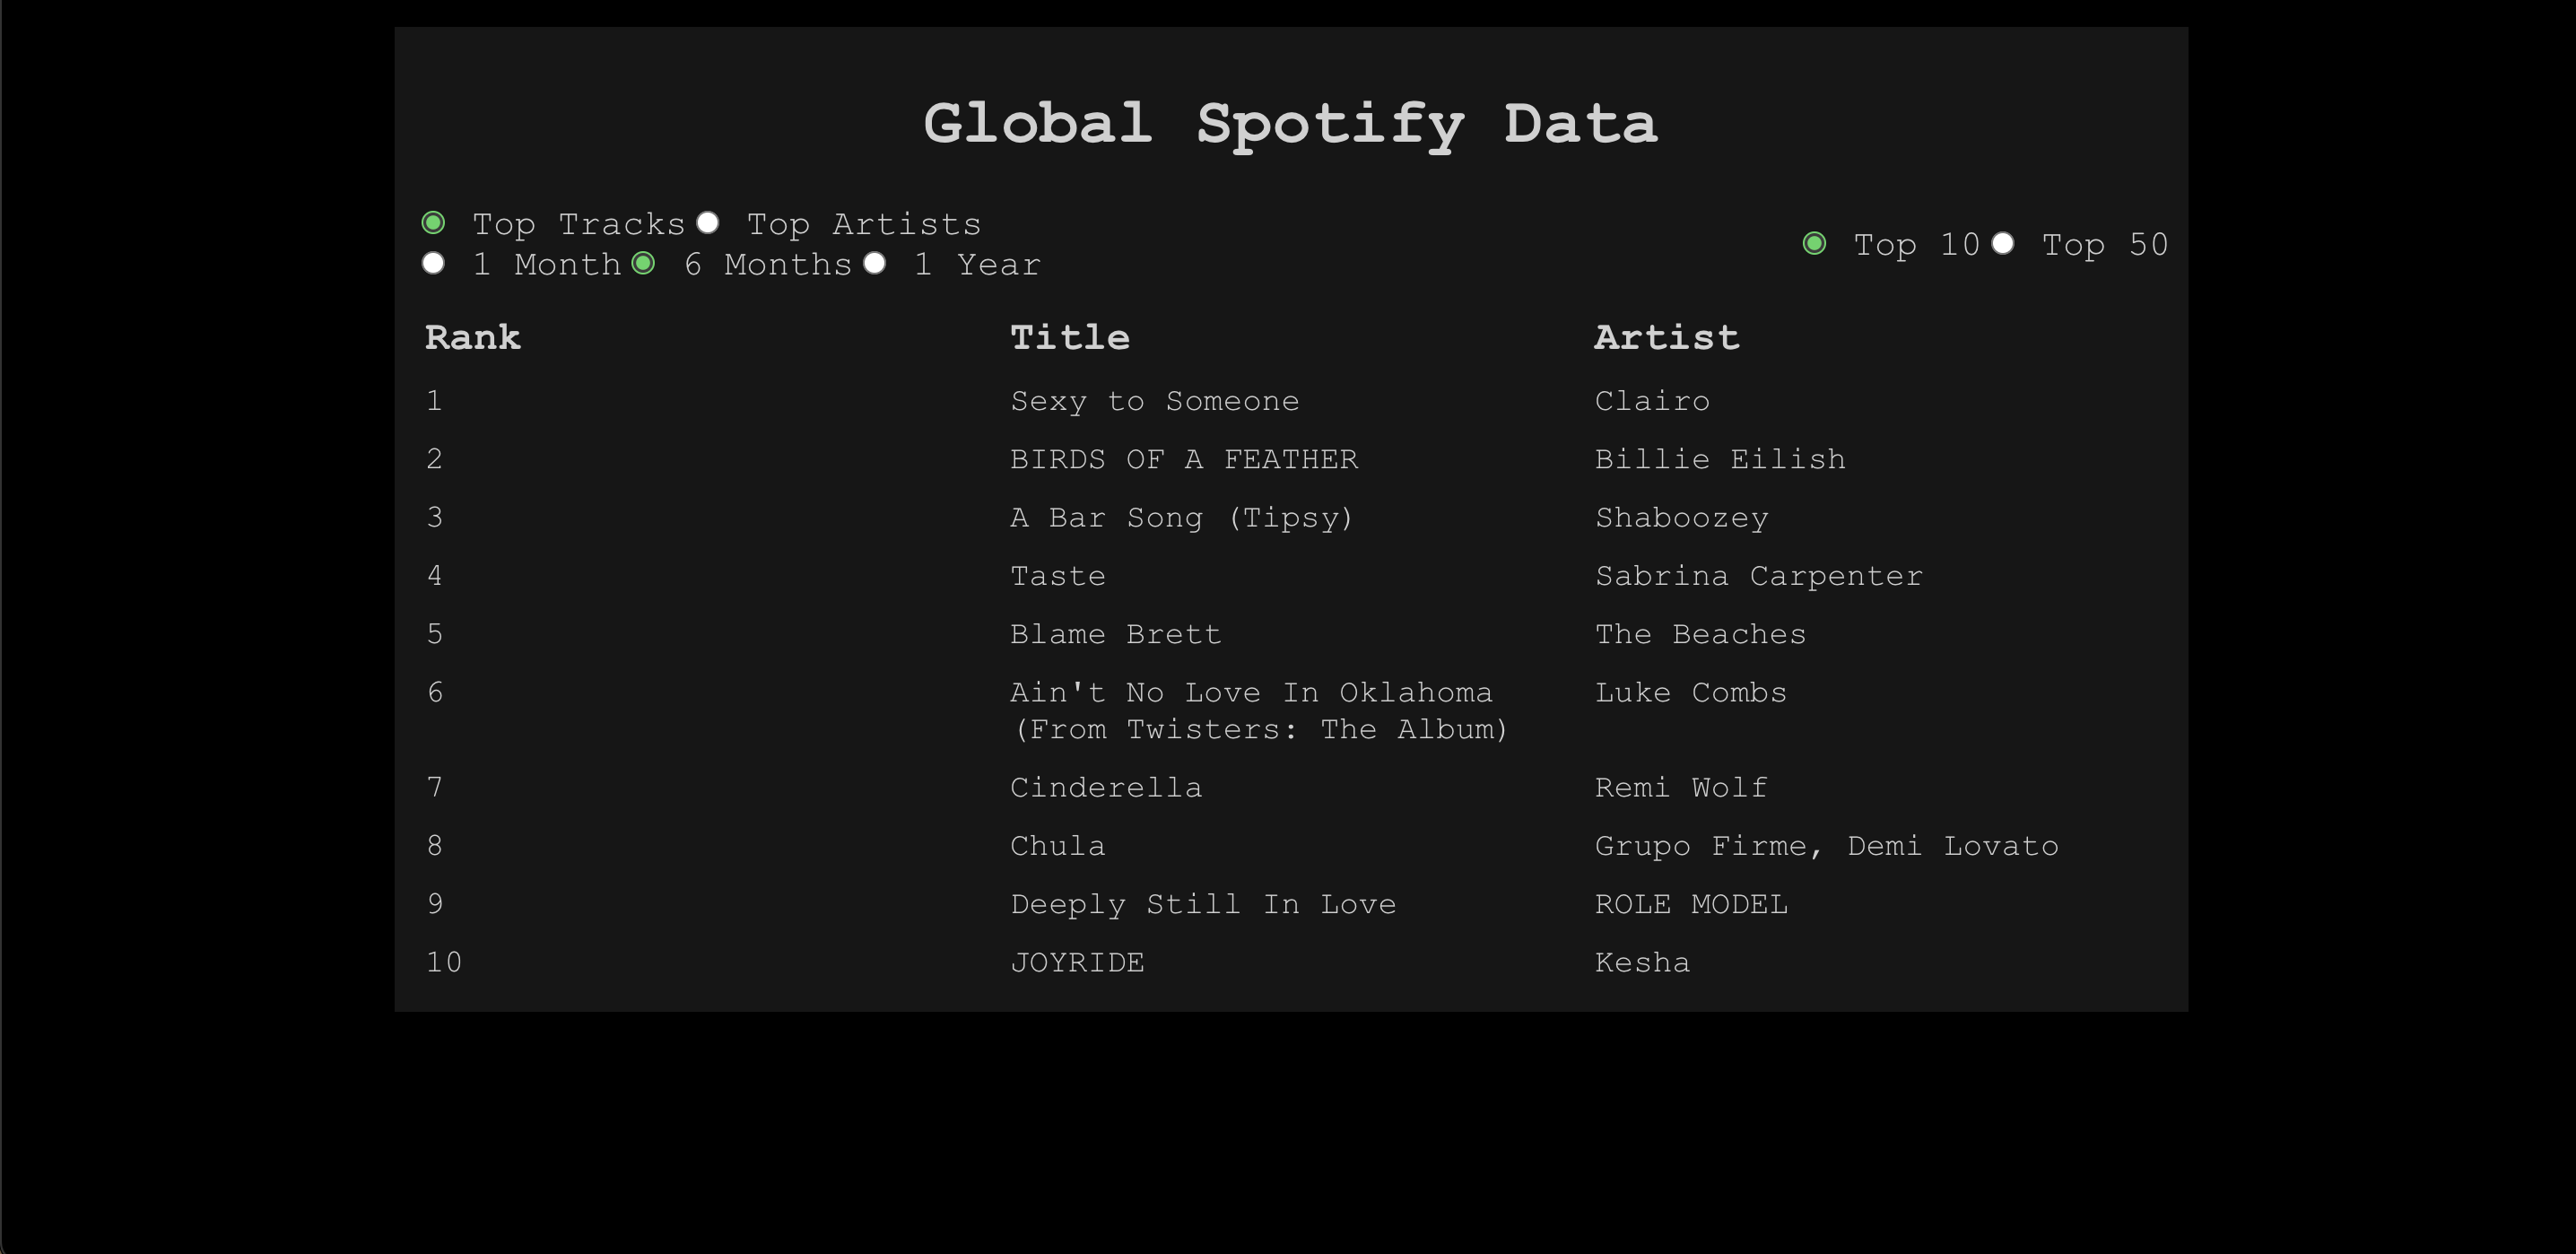 Global Spotify Data
Top Tracks Top Artists
1 Month 6 Months 1 Year
Top 10 Top 50
Rank Title Artist
1 Sexy to Someone Clairo
2 BIRDS OF A FEATHER Billie Eilish
3 A Bar Song (Tipsy) Shaboozey
4 Taste Sabrina Carpenter
5 Blame Brett The Beaches
6 Ain't No Love In Oklahoma Luke Combs
(From Twisters: The Album)
7 Cinderella Remi Wolf
8 Chula Grupo Firme, Demi Lovato
9 Deeply Still In Love ROLE MODEL
10 JOYRIDE Kesha